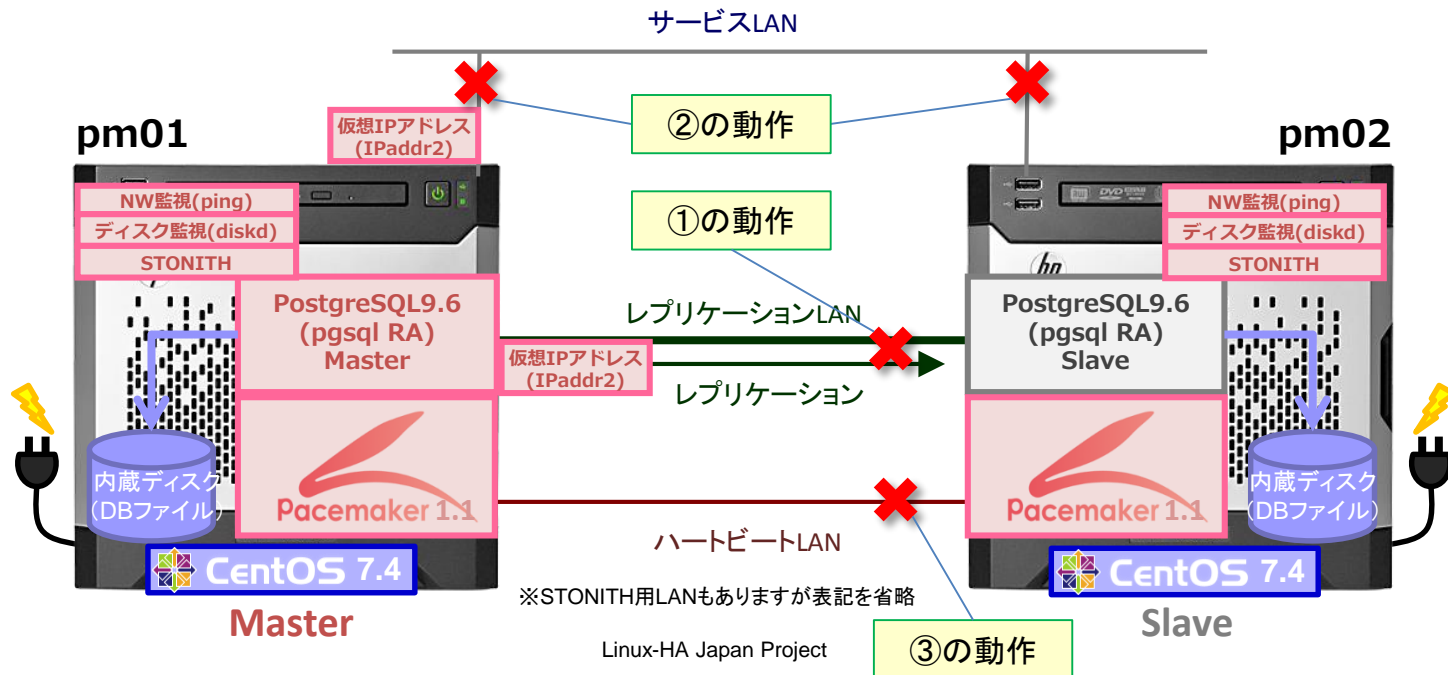 サービスLAN
②の動作
pm01
仮想IPアドレス
(IPaddr2)
pm02
NW監視(ping)
ディスク監視(diskd)
STONITH
①の動作
NW監視(ping)
ディスク監視(diskd)
STONITH
hp
PostgreSQL9.6
(pgsql RA)
Master
レプリケーションLAN
仮想IPアドレス
(IPaddr2)
レプリケーション
PostgreSQL9.6
(pgsql RA)
Slave
内蔵ディスク
(DBファイル)
Pacemaker 1.1
ハートビートLAN
Pacemaker 1.1
内蔵ディスク
(DBファイル)
CentOS 7.4
CentOS 7.4
Master
※STONITH用LANもありますが表記を省略
Slave
Linux-HA Japan Project
③の動作